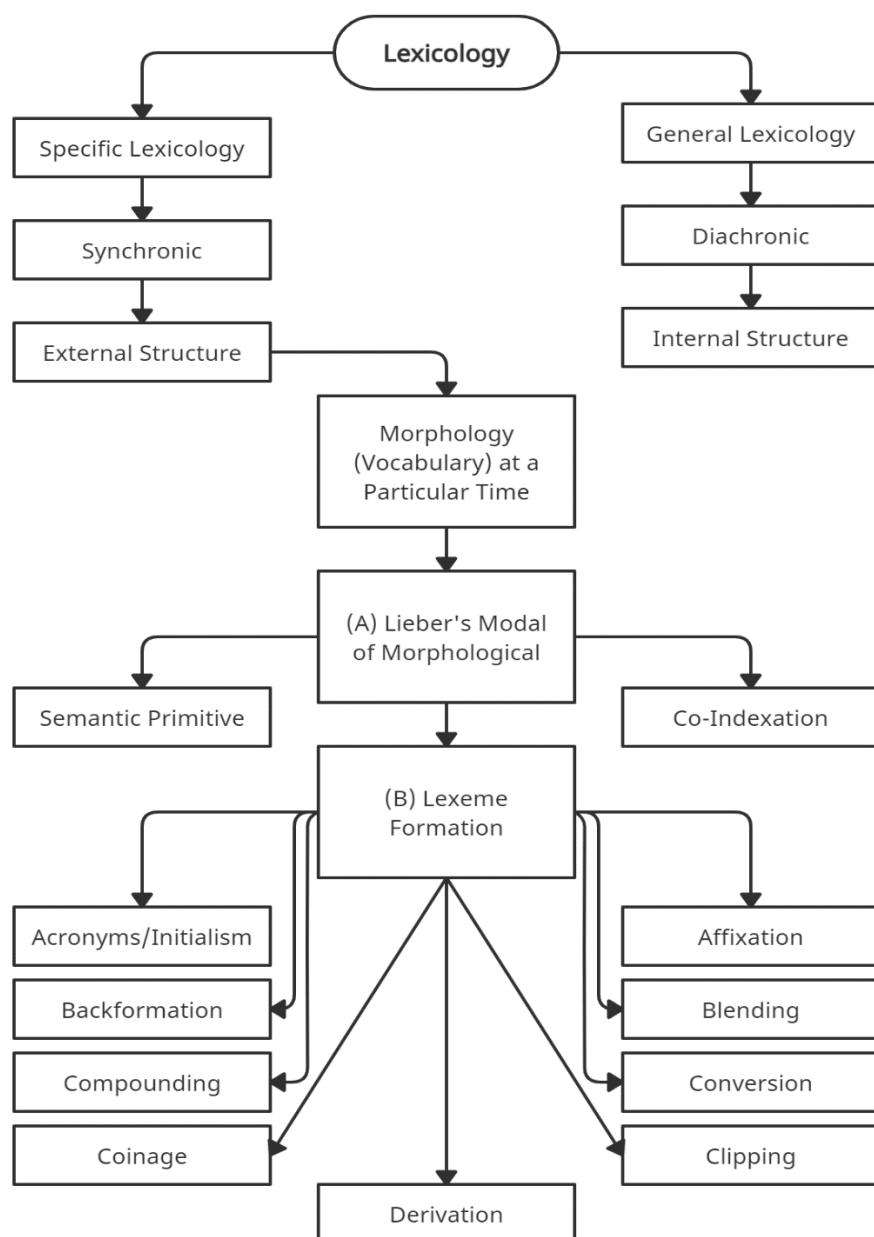 Lexicology
Specific Lexicology
General Lexicology
Synchronic
Diachronic
External Structure
Internal Structure
Morphology
(Vocabulary) at a
Particular Time
(A) Lieber's Modal
of Morphological
Semantic Primitive
Co-Indexation
(B) Lexeme
Formation
Acronyms/Initialism
Affixation
Backformation
Blending
Compounding
Conversion
Coinage
Clipping
Derivation